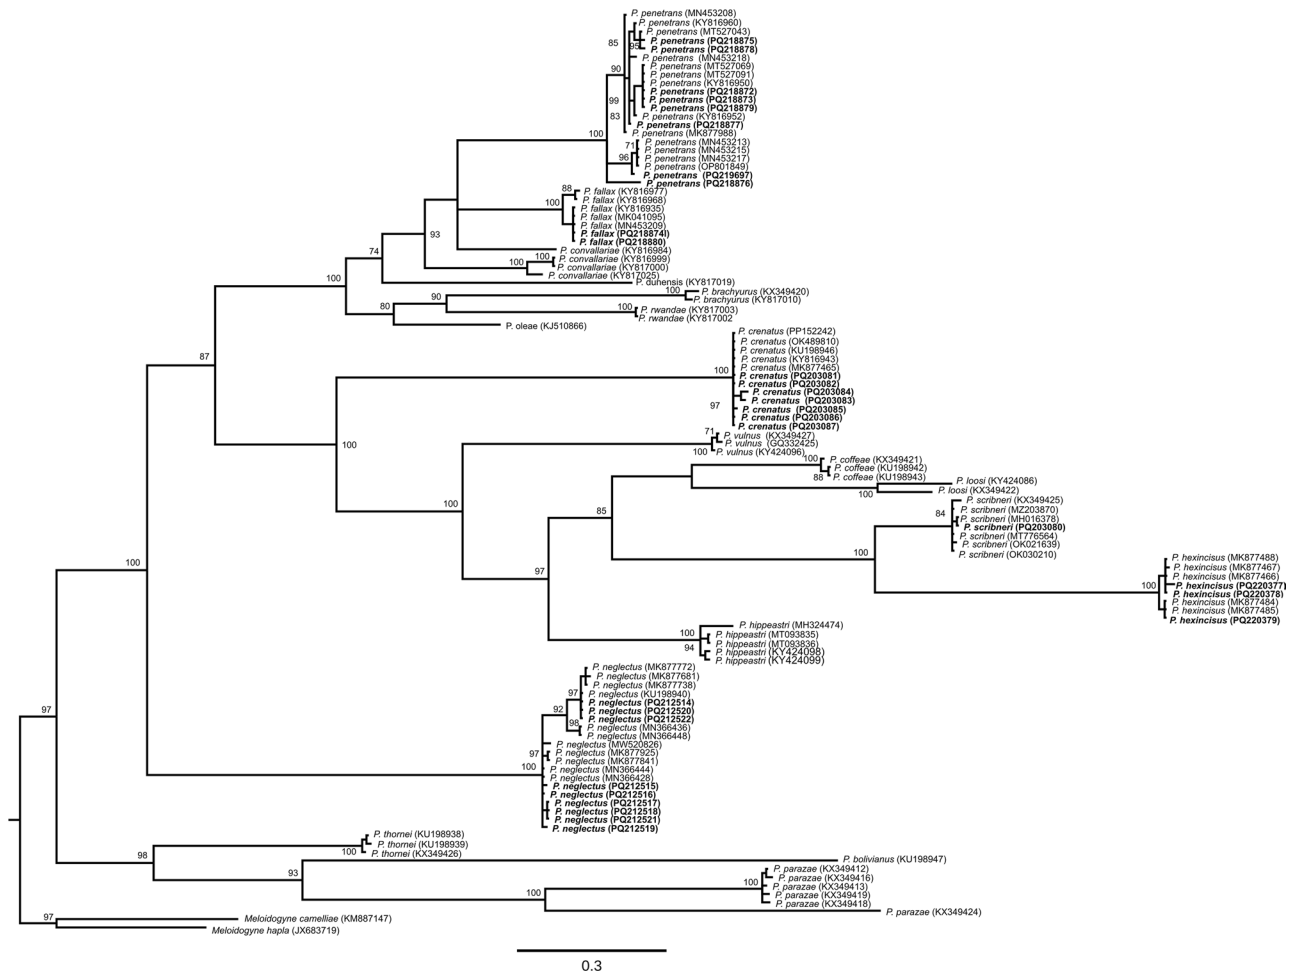 P. penetrans (MN453208)
P. penetrans (KY816960)
P. penetrans (MT527043)
85
P. penetrans (PQ218875)
95
P. penetrans (PQ218878)
P. penetrans (MN453218)
90
P. penetrans (MT527069)
P. penetrans (MT527091)
P. penetrans (KY816950)
P. penetrans (PQ218872)
99
P. penetrans (PQ218873)
P. penetrans (PQ218879)
83
P. penetrans (KY816952)
P. penetrans (PQ218877)
100
P. penetrans (MK877988)
P. penetrans (MN453213)
71
P. penetrans (MN453215)
96
P. penetrans (MN453217)
P. penetrans (OP801849)
P. penetrans (PQ219697)
P. penetrans (PQ218876)
88
P. fallax (KY816977)
P. fallax (KY816968)
100
P. fallax (KY816935)
P. fallax (MK041095)
P. fallax (MN453209)
93
P. fallax (PQ218874I)
P. fallax (PQ218880)
74
P. convallariae (KY816984)
100
P. convallariae (KY816999)
100
P. convallariae (KY817000)
P. convallariae (KY817025)
100
P. dunensis (KY817019)
100
P. brachyurus (KX349420)
90
P. brachyurus (KY817010)
80
100
P. rwandae (KY817003)
P. rwandae (KY817002
P. oleae (KJ510866)
P. crenatus (PP152242)
P. crenatus (OK489810)
P. crenatus (KU198946)
87
P. crenatus (KY816943)
P. crenatus (MK877465)
100
P. crenatus (PQ203081)
P. crenatus (PQ203082)
P. crenatus (PQ203084)
P. crenatus (PQ203083)
97
P. crenatus (PQ203085)
P. crenatus (PQ203086)
P. crenatus (PQ203087)
71
P. vulnus (KX349427)
100
P. vulnus (GQ332425)
100
P. vulnus (KY424096)
100
P. coffeae (KX349421)
P. coffeae (KU198942)
88
P. coffeae (KU198943)
P. loosi (KY424086)
100
P. loosi (KX349422)
P. scribneri (KX349425)
100
85
84
P. scribneri (MZ203870)
P. scribneri (MH016378)
P. scribneri (PQ203080)
P. scribneri (MT776564)
P. scribneri (OK021639)
100
P. scribneri (OK030210)
P. hexincisus (MK877488)
100
P. hexincisus (MK877467)
97
P. hexincisus (MK877466)
100
P. hexincisus (PQ220377)
P. hexincisus (PQ220378)
P. hexincisus (MK877484)
P. hexincisus (MK877485)
P. hexincisus (PQ220379)
P. hippeastri (MH324474)
100
P. hippeastri (MT093835)
P. hippeastri (MT093836)
94
P. hippeastri (KY424098)
P. hippeastri (KY424099)
P. neglectus (MK877772)
P. neglectus (MK877681)
P. neglectus (MK877738)
97
P. neglectus (KU198940)
P. neglectus (PQ212514)
97
92
P. neglectus (PQ212520)
P. neglectus (PQ212522)
98
P. neglectus (MN366436)
P. neglectus (MN366448)
P. neglectus (MW520826)
97
P. neglectus (MK877925)
P. neglectus (MK877841)
100
P. neglectus (MN366444)
P. neglectus (MN366428)
P. neglectus (PQ212515)
P. neglectus (PQ212516)
P. neglectus (PQ212517)
P. neglectus (PQ212518)
P. neglectus (PQ212521)
P. neglectus (PQ212519)
P. thornei (KU198938)
P. thornei (KU198939)
98
100
P. thornei (KX349426)
P. bolivianus (KU198947)
P. parazae (KX349412)
93
P. parazae (KX349416)
100
P. parazae (KX349413)
100
P. parazae (KX349419)
P. parazae (KX349418)
P. parazae (KX349424)
97
Meloidogyne camelliae (KM887147)
Meloidogyne hapla (JX683719)
0.3